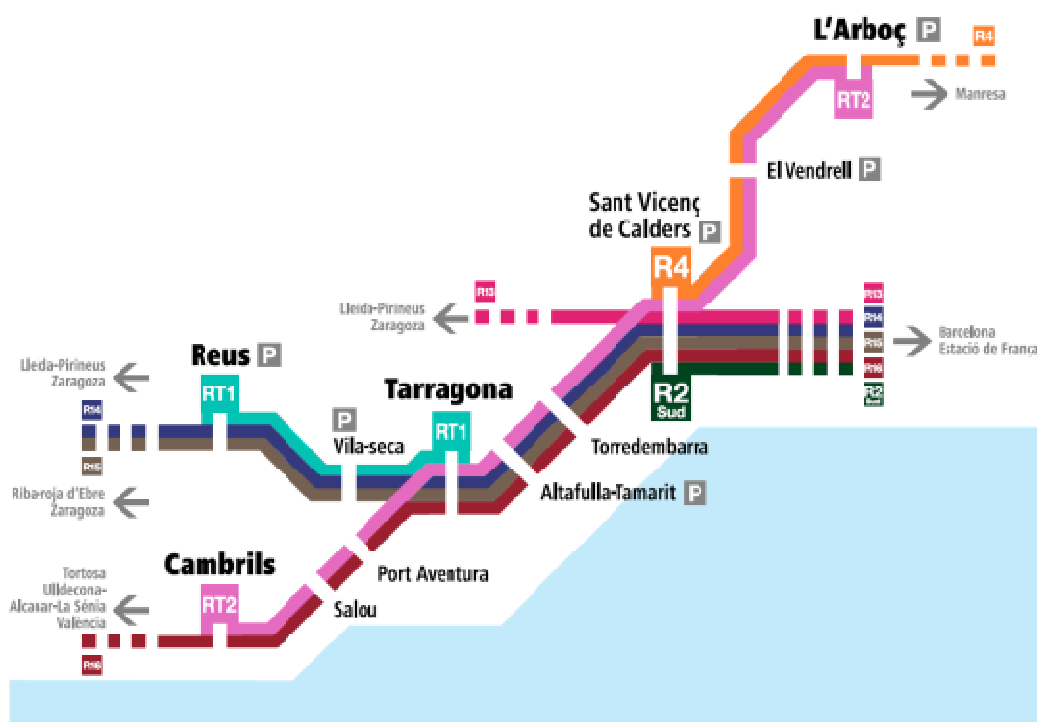 L'Arboç P
R4
RT2
Manresa
El Vendrell P
Sant Vicenç
de Calders P
R4
R13
Lleida-Pirineus
Zaragoza
R13
R14
R15
R16
R2
Sud
Barcelona
Estació de França
R2
Sud
Reus P
Lleida-Pirineus
Zaragoza
RT1
R14
R15
Riba-roja d'Ebre
Zaragoza
Tarragona
RT1
P
Vila-seca
Torredembarra
Altafulla-Tamarit P
Cambrils
RT2
Port Aventura
Salou
Tortosa
Ulldecona-
Alcanar-La Sénia
València
R16